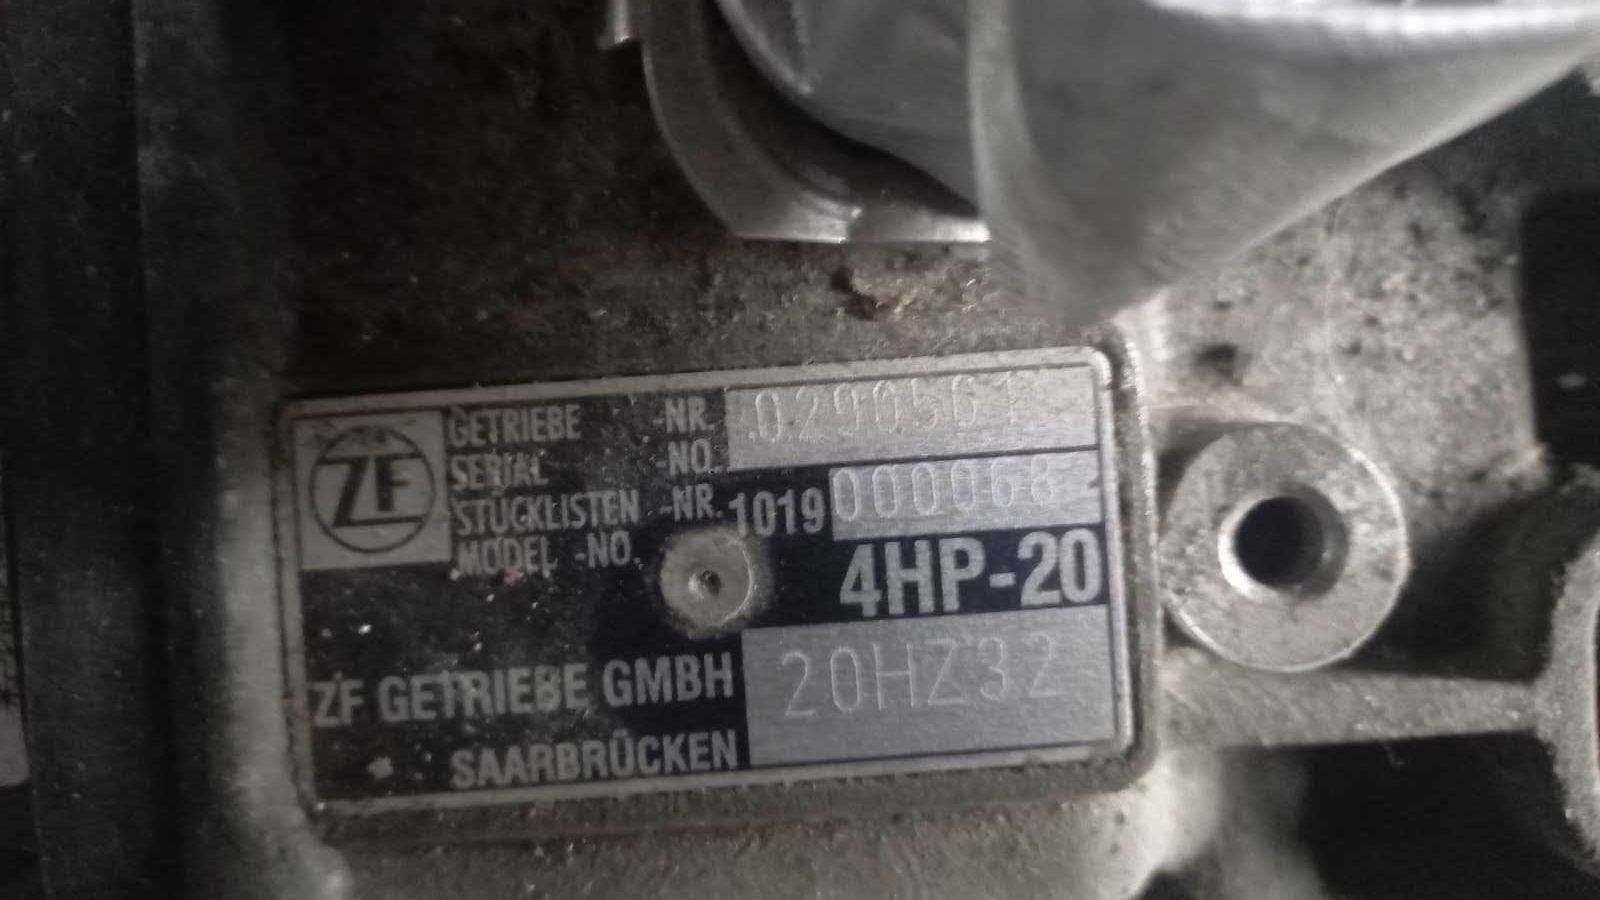 ZF
GETRIEBE -NR. 0290561
SERIAL -NO.
STÜCKLISTEN -NR. 1019 000068
MODEL -NO.
4HP-20
ZF GETRIEBE GMBH 20HZ32
SAARBRÜCKEN